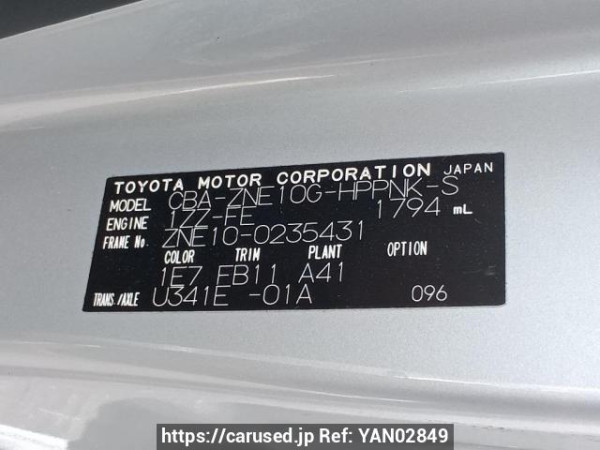 TOYOTA MOTOR CORPORATION JAPAN
MODEL CBA-ZNE10G-HPPNK-S
ENGINE 1ZZ-FE 1794 mL
FRAME No. ZNE10-0235431
COLOR TRIM PLANT OPTION
1E7 FB11 A41
TRANS./AXLE U341E -01A 096
https://carused.jp Ref: YAN02849